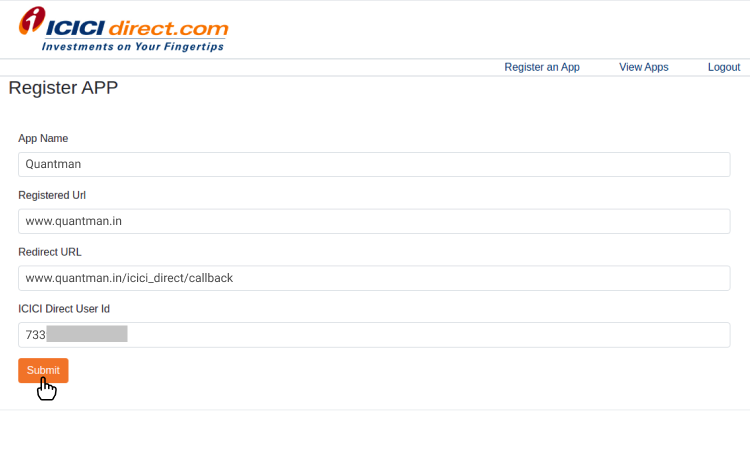 ICICI direct.com
Investments on Your Fingertips
Register an App View Apps Logout
Register APP
App Name
Quantman
Registered Url
www.quantman.in
Redirect URL
www.quantman.in/icici_direct/callback
ICICI Direct User Id
733
Submit